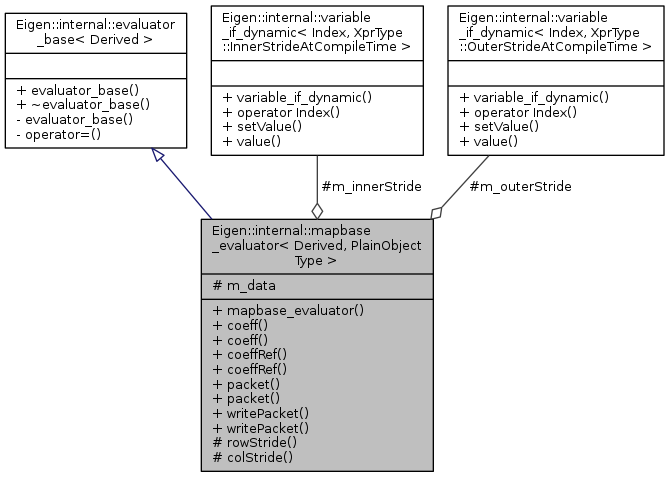 Eigen::internal::evaluator
_base< Derived >
+ evaluator_base()
+ ~evaluator_base()
- evaluator_base()
- operator=()
Eigen::internal::variable
_if_dynamic< Index, XprType
::InnerStrideAtCompileTime >
+ variable_if_dynamic()
+ operator Index()
+ setValue()
+ value()
Eigen::internal::variable
_if_dynamic< Index, XprType
::OuterStrideAtCompileTime >
+ variable_if_dynamic()
+ operator Index()
+ setValue()
+ value()
#m_innerStride
#m_outerStride
Eigen::internal::mapbase
_evaluator< Derived, PlainObject
Type >
# m_data
+ mapbase_evaluator()
+ coeff()
+ coeff()
+ coeffRef()
+ coeffRef()
+ packet()
+ packet()
+ writePacket()
+ writePacket()
# rowStride()
# colStride()